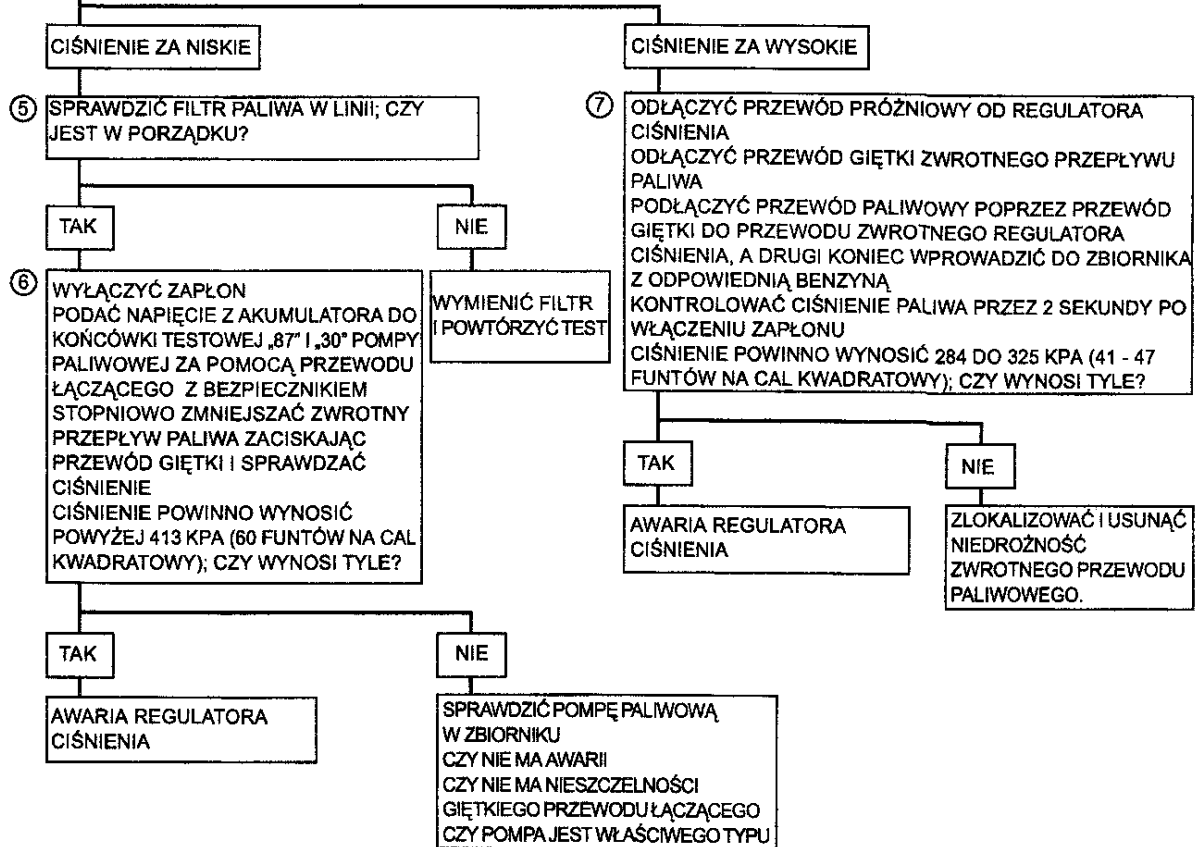 CIŚNIENIE ZA NISKIE
⑤ SPRAWDZIĆ FILTR PALIWA W LINII; CZY
JEST W PORZĄDKU?
TAK
NIE
⑥ WYŁĄCZYĆ ZAPŁON
PODAĆ NAPIĘCIE Z AKUMULATORA DO
KOŃCÓWKI TESTOWEJ „87” I „30” POMPY
PALIWOWEJ ZA POMOCĄ PRZEWODU
ŁĄCZĄCEGO Z BEZPIECZNIKIEM
STOPNIOWO ZMNIEJSZAĆ ZWROTNY
PRZEPŁYW PALIWA ZACISKAJĄC
PRZEWÓD GIĘTKI I SPRAWDZAĆ
CIŚNIENIE
CIŚNIENIE POWINNO WYNOSIĆ
POWYŻEJ 413 KPA (60 FUNTÓW NA CAL
KWADRATOWY); CZY WYNOSI TYLE?
WYMIENIĆ FILTR
I POWTÓRZYĆ TEST
TAK
NIE
AWARIA REGULATORA
CIŚNIENIA
SPRAWDZIĆ POMPĘ PALIWOWĄ
W ZBIORNIKU
CZY NIE MA AWARII
CZY NIE MA NIESZCZELNOŚCI
GIĘTKIEGO PRZEWODU ŁĄCZĄCEGO
CZY POMPA JEST WŁAŚCIWEGO TYPU
CIŚNIENIE ZA WYSOKIE
⑦ ODŁĄCZYĆ PRZEWÓD PRÓŻNIOWY OD REGULATORA
CIŚNIENIA
ODŁĄCZYĆ PRZEWÓD GIĘTKI ZWROTNEGO PRZEPŁYWU
PALIWA
PODŁĄCZYĆ PRZEWÓD PALIWOWY POPRZEZ PRZEWÓD
GIĘTKI DO PRZEWODU ZWROTNEGO REGULATORA
CIŚNIENIA, A DRUGI KONIEC WPROWADZIĆ DO ZBIORNIKA
Z ODPOWIEDNIĄ BENZYNĄ
KONTROLOWAĆ CIŚNIENIE PALIWA PRZEZ 2 SEKUNDY PO
WŁĄCZENIU ZAPŁONU
CIŚNIENIE POWINNO WYNOSIĆ 284 DO 325 KPA (41 - 47
FUNTÓW NA CAL KWADRATOWY); CZY WYNOSI TYLE?
TAK
NIE
AWARIA REGULATORA
CIŚNIENIA
ZLOKALIZOWAĆ I USUNĄĆ
NIEDROŻNOŚĆ
ZWROTNEGO PRZEWODU
PALIWOWEGO.